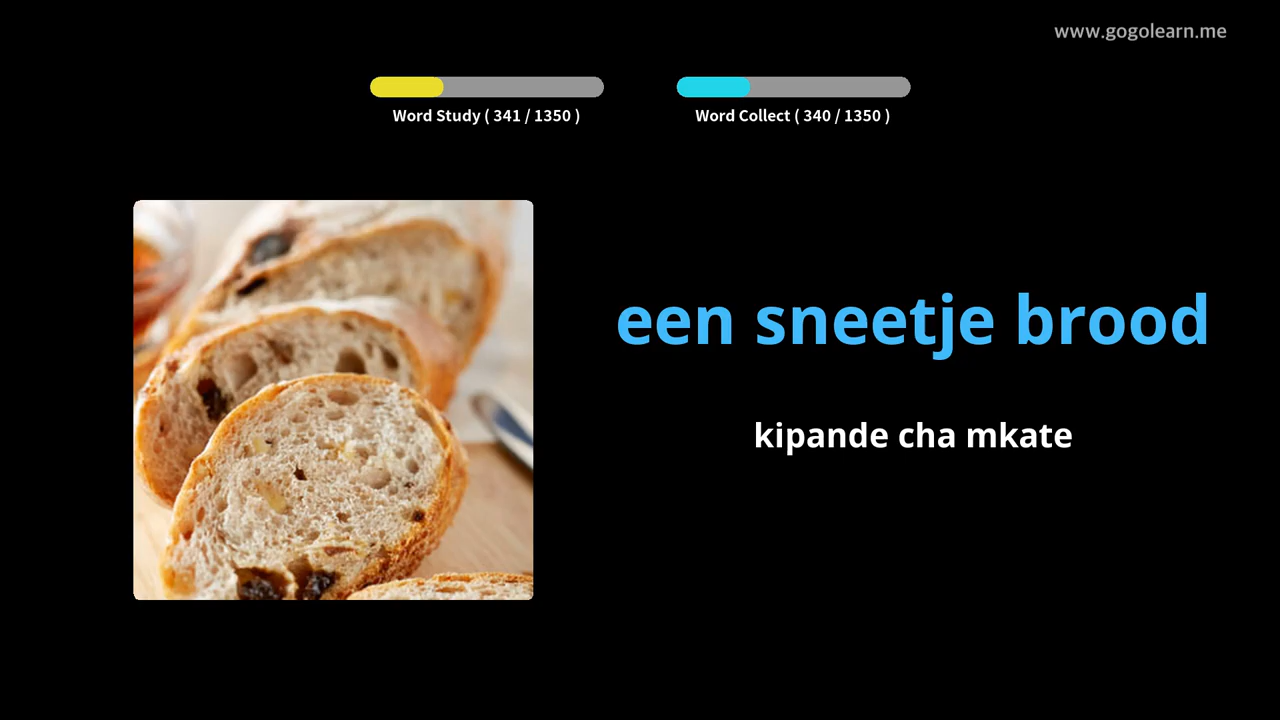 www.gogolearn.me
Word Study ( 341 / 1350 )
Word Collect ( 340 / 1350 )
een sneetje brood
kipande cha mkate